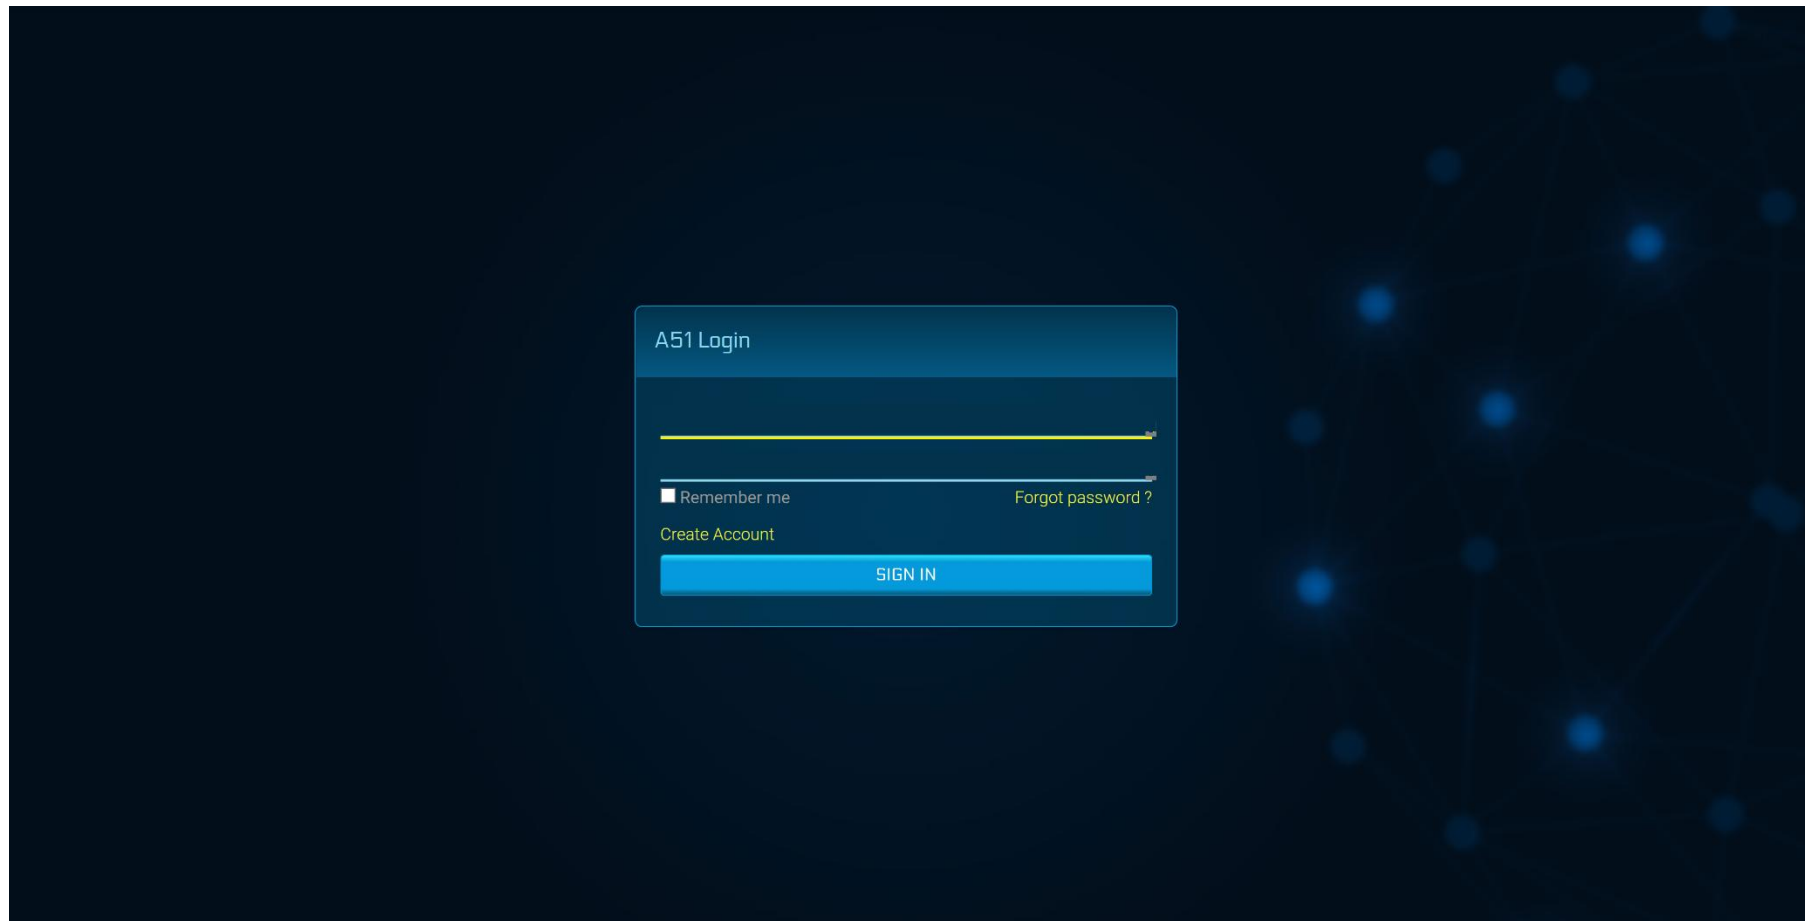 A51 Login
Remember me
Forgot password ?
Create Account
SIGN IN